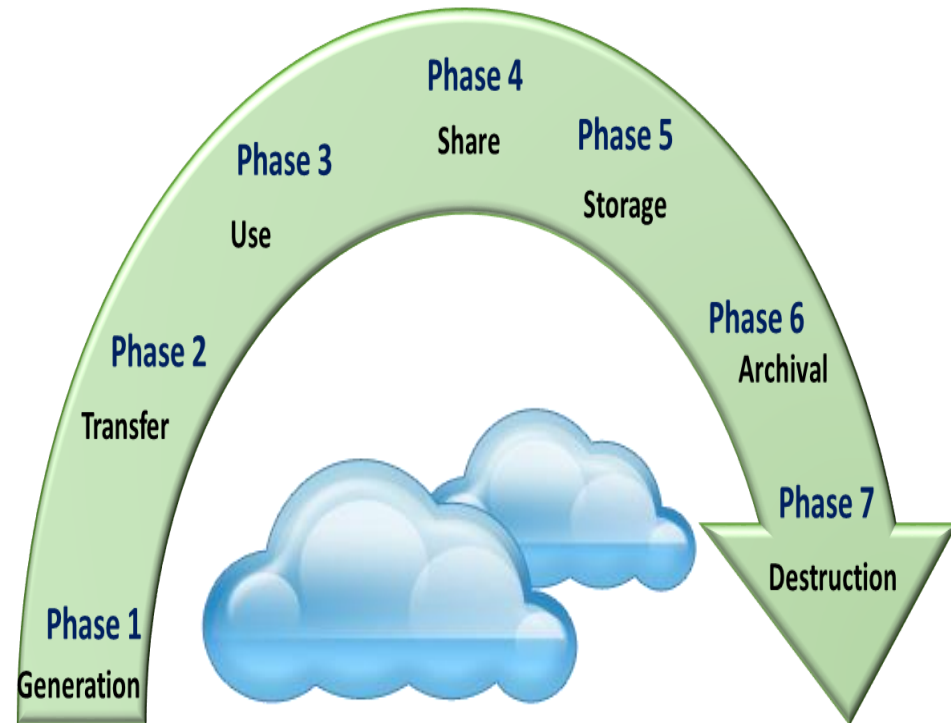 Phase 1
Generation
Phase 2
Transfer
Phase 3
Use
Phase 4
Share
Phase 5
Storage
Phase 6
Archival
Phase 7
Destruction